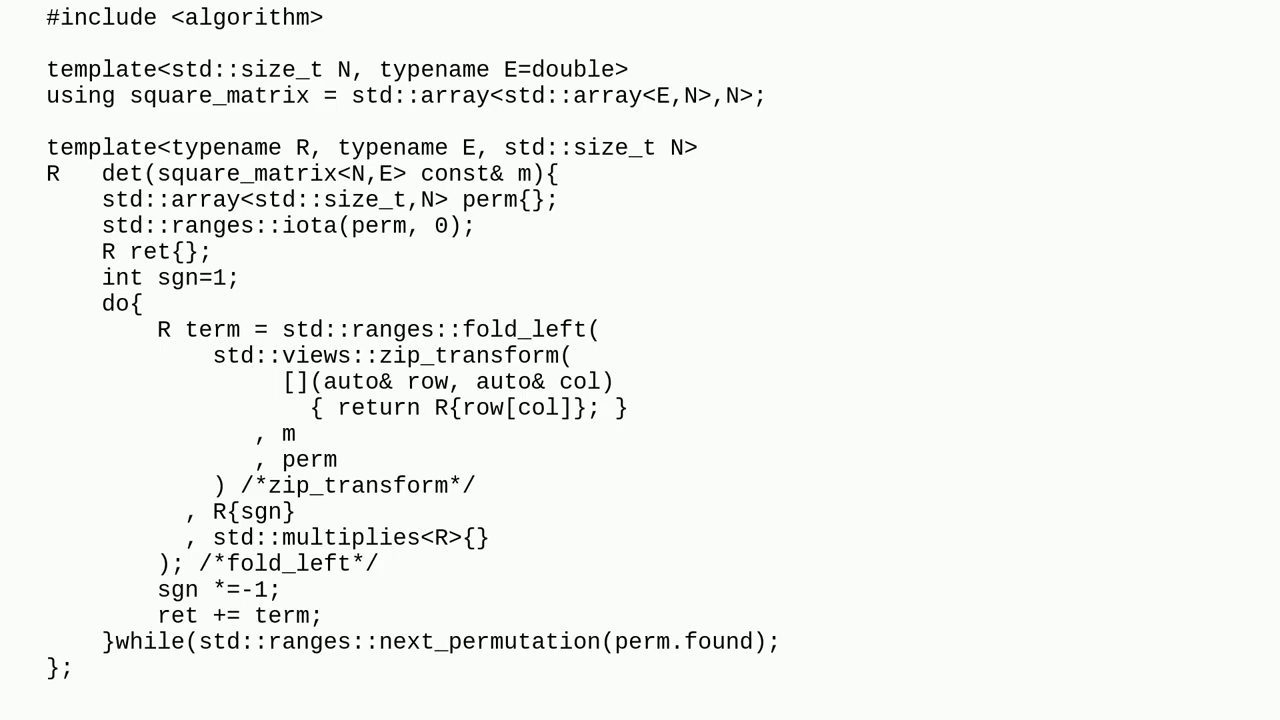 #include <algorithm>
template<std::size_t N, typename E=double>
using square_matrix = std::array<std::array<E,N>,N>;
template<typename R, typename E, std::size_t N>
R   det(square_matrix<N,E> const& m){
    std::array<std::size_t,N> perm{};
    std::ranges::iota(perm, 0);
    R ret{};
    int sgn=1;
    do{
        R term = std::ranges::fold_left(
            std::views::zip_transform(
                 [](auto& row, auto& col)
                   { return R{row[col]}; }
               , m
               , perm
            ) /*zip_transform*/
          , R{sgn}
          , std::multiplies<R>{}
        ); /*fold_left*/
        sgn *=-1;
        ret += term;
    }while(std::ranges::next_permutation(perm.found);
};